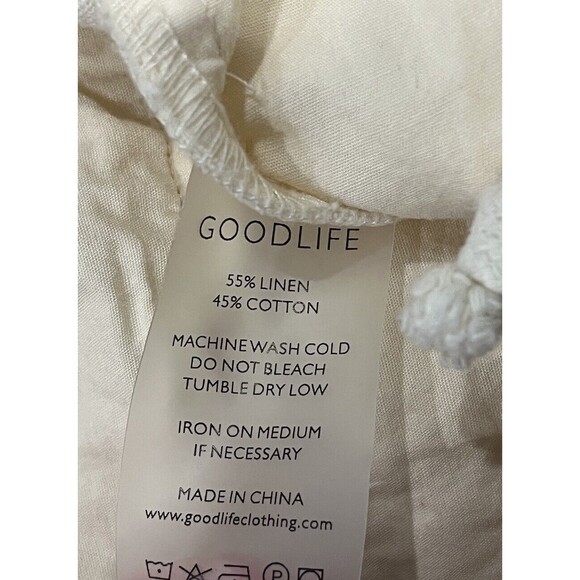 GOODLIFE
55% LINEN
45% COTTON
MACHINE WASH COLD
DO NOT BLEACH
TUMBLE DRY LOW
IRON ON MEDIUM
IF NECESSARY
MADE IN CHINA
www.goodlifeclothing.com
P